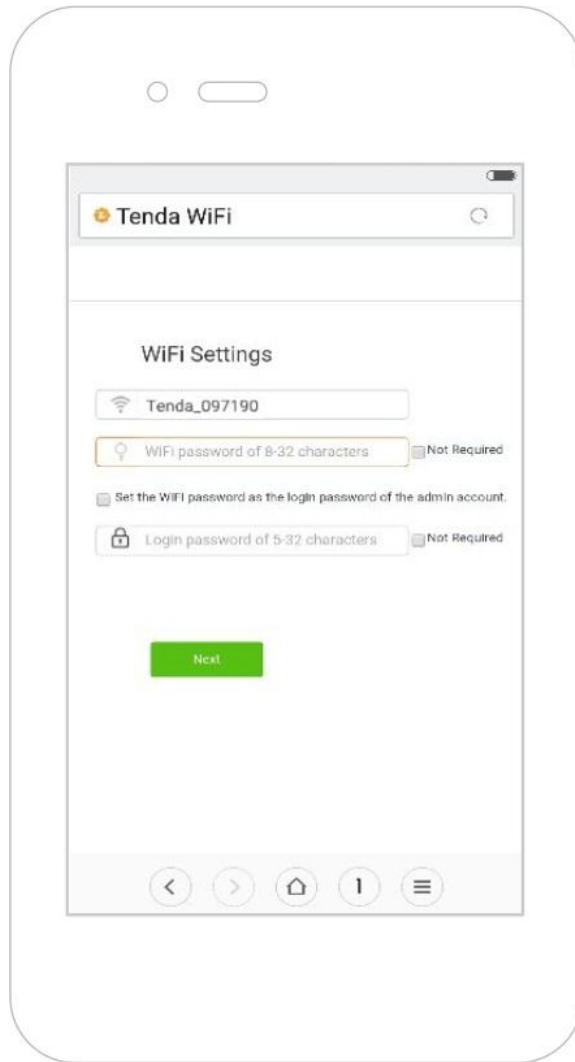 Tenda WiFi
WiFi Settings
Tenda_097190
WiFi password of 8-32 characters Not Required
Set the WiFi password as the login password of the admin account.
Login password of 5-32 characters Not Required
Next
1